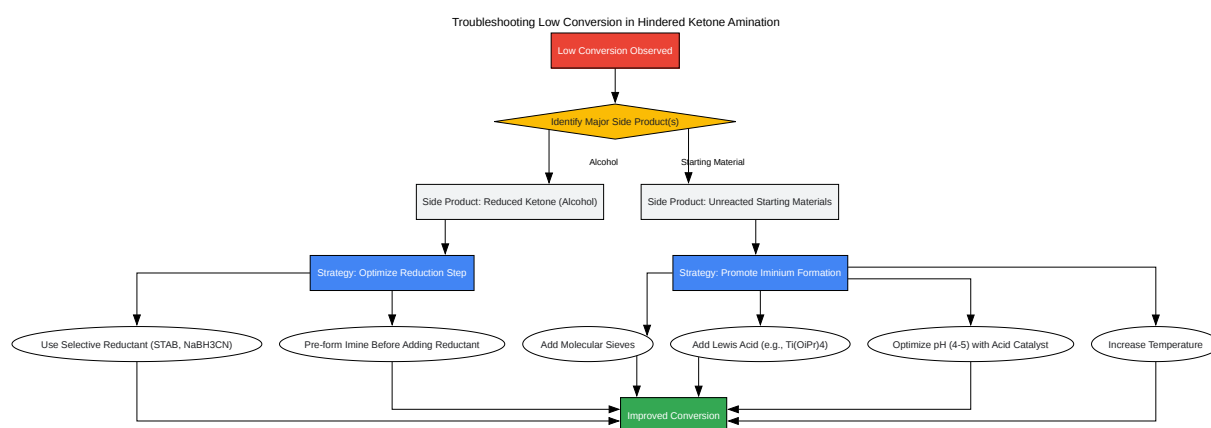 Troubleshooting Low Conversion in Hindered Ketone Amination
Low Conversion Observed
Identify Major Side Product(s)
Alcohol
Starting Material
Side Product: Reduced Ketone (Alcohol)
Side Product: Unreacted Starting Materials
Strategy: Optimize Reduction Step
Strategy: Promote Iminium Formation
Use Selective Reductant (STAB, NaBH3CN)
Pre-form Imine Before Adding Reductant
Add Molecular Sieves
Add Lewis Acid (e.g., Ti(OiPr)4)
Optimize pH (4-5) with Acid Catalyst
Increase Temperature
Improved Conversion